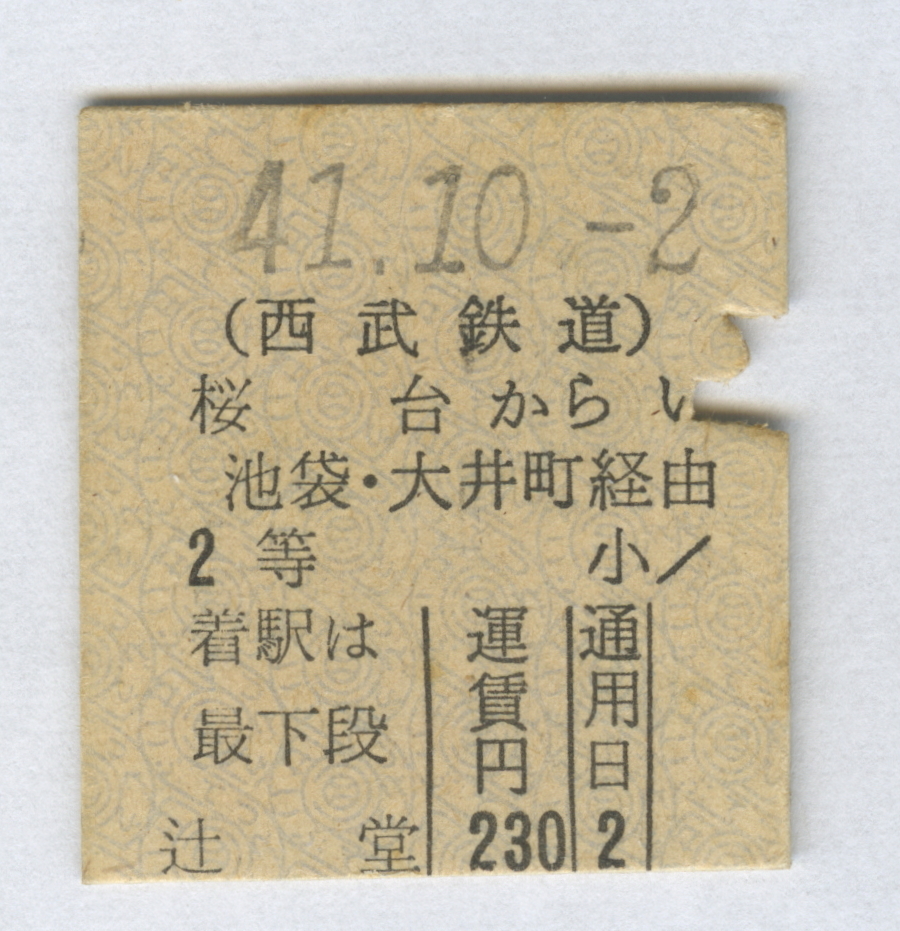 41.10 -2
(西武鉄道)
桜 台から い
池袋・大井町経由
2 等 小/
着駅は
最下段
運賃円
通用日
辻 堂 230 2